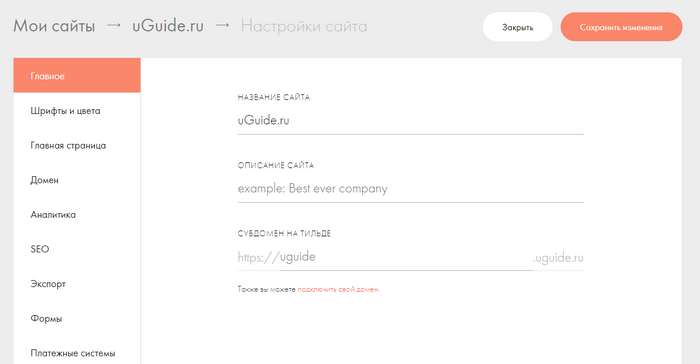 Мои сайты → uGuide.ru → Настройки сайта
Закрыть
Сохранить изменения
Главное
Шрифты и цвета
Главная страница
Домен
Аналитика
SEO
Экспорт
Формы
Платежные системы
НАЗВАНИЕ САЙТА
uGuide.ru
ОПИСАНИЕ САЙТА
example: Best ever company
СУБДОМЕН НА ТИЛЬДЕ
https://uguide .uguide.ru
Также вы можете подключить свой домен.